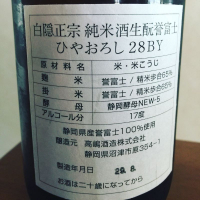 白隠正宗 純米酒生酛誉富士
ひやおろし 28BY
原材料名 米・米こうじ
麹米 誉富士/精米歩合65%
掛米 誉富士/精米歩合65%
酵母 静岡酵母NEW-5
アルコール分 17度
静岡県産誉富士100%使用
醸造元 高嶋酒造株式会社
静岡県沼津市原354-1
製造年月日 29.8.
お酒は二十歳になってから